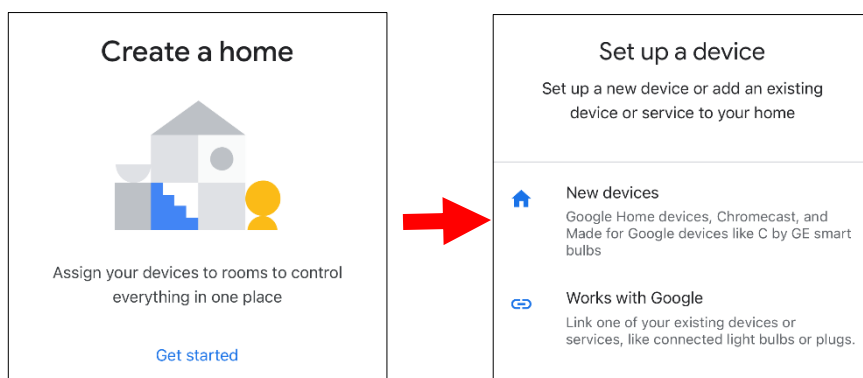 Create a home
Assign your devices to rooms to control
everything in one place
Get started
Set up a device
Set up a new device or add an existing
device or service to your home
New devices
Google Home devices, Chromecast, and
Made for Google devices like C by GE smart
bulbs
Works with Google
Link one of your existing devices or
services, like connected light bulbs or plugs.